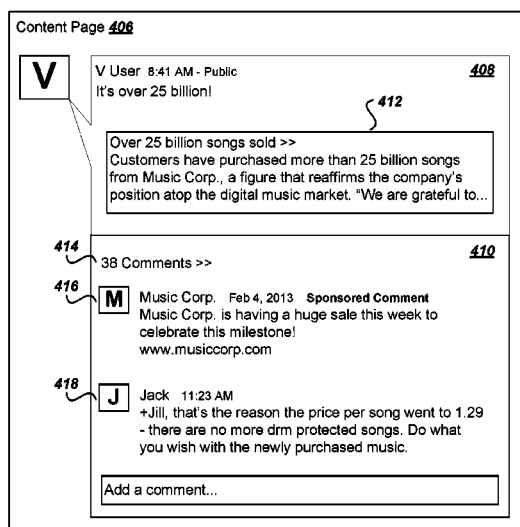 Content Page 406
V
V User 8:41 AM - Public 408
It's over 25 billion!
412
Over 25 billion songs sold >>
Customers have purchased more than 25 billion songs
from Music Corp., a figure that reaffirms the company's
position atop the digital music market. "We are grateful to...
414
410
38 Comments >>
416
M
Music Corp. Feb 4, 2013 Sponsored Comment
Music Corp. is having a huge sale this week to
celebrate this milestone!
www.musiccorp.com
418
J
Jack 11:23 AM
+Jill, that's the reason the price per song went to 1.29
- there are no more drm protected songs. Do what
you wish with the newly purchased music.
Add a comment...